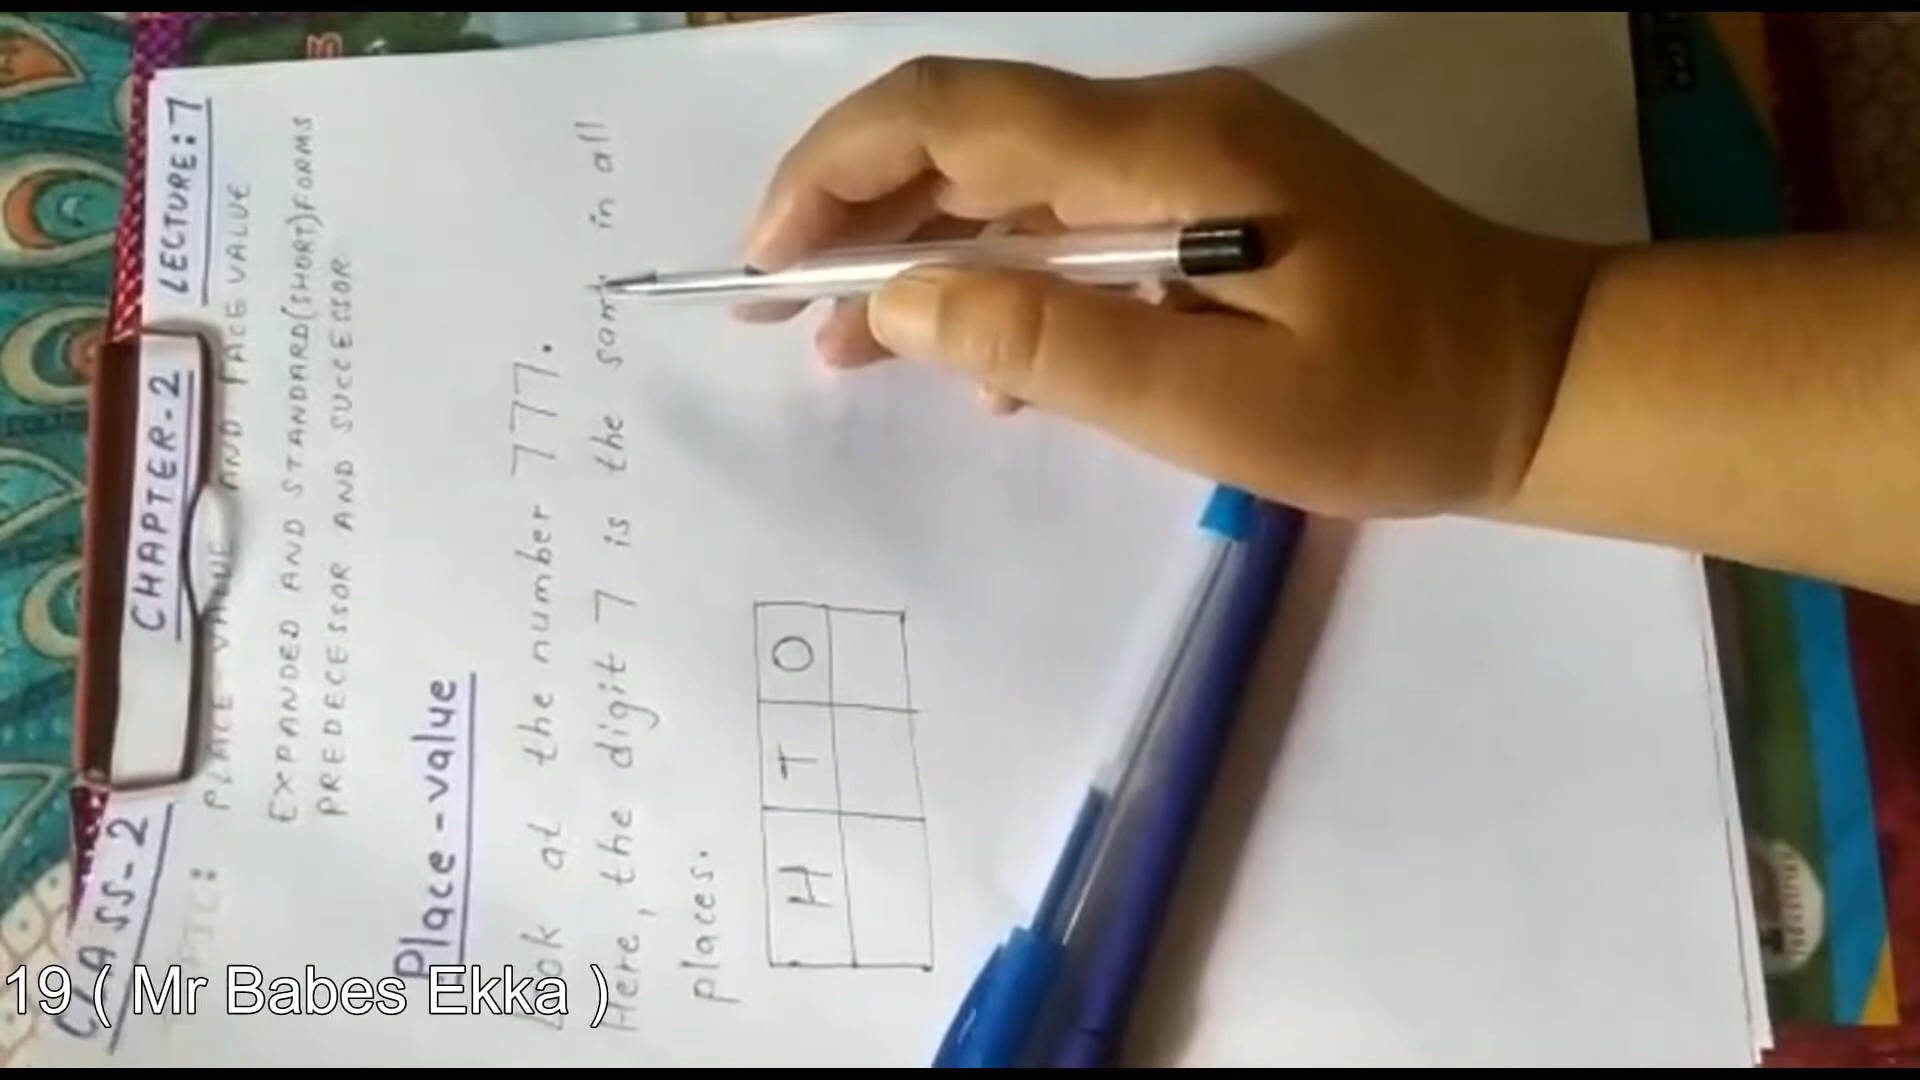 CLASS-2 CHAPTER-2 LECTURE:7
TOPIC: PLACE VALUE AND FACE VALUE
EXPANDED AND STANDARD(SHORT)FORMS
PREDECESSOR AND SUCCESSOR
Place-value
Look at the number 777.
Here, the digit 7 is the same in all
places.
H T O
19 ( Mr Babes Ekka )